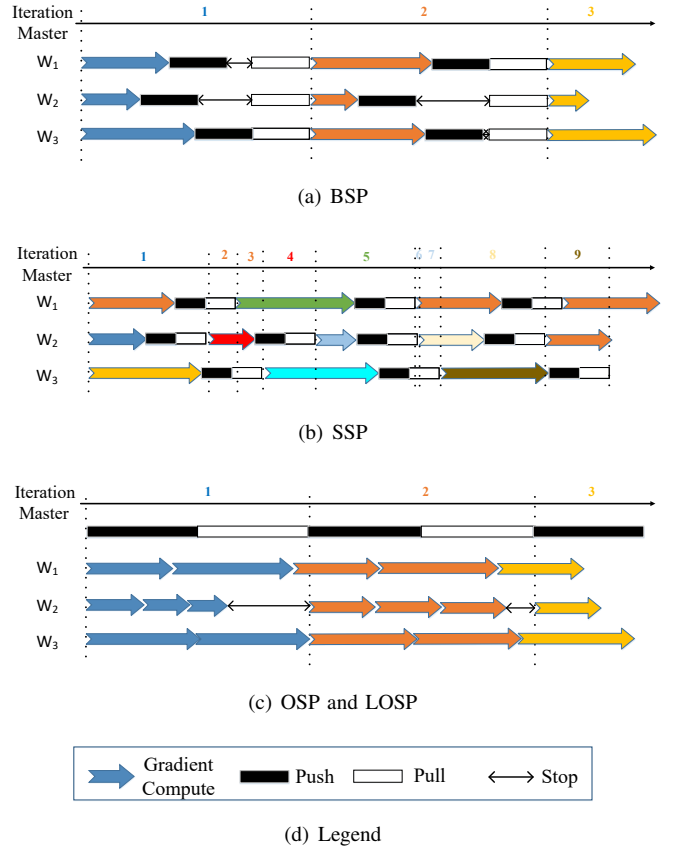 1 2 3
Iteration
Master
W1
W2
W3
(a) BSP
1 2 3 4 5 6 7 8 9
Iteration
Master
W1
W2
W3
(b) SSP
1 2 3
Iteration
Master
W1
W2
W3
(c) OSP and LOSP
Gradient
Compute Push Pull Stop
(d) Legend